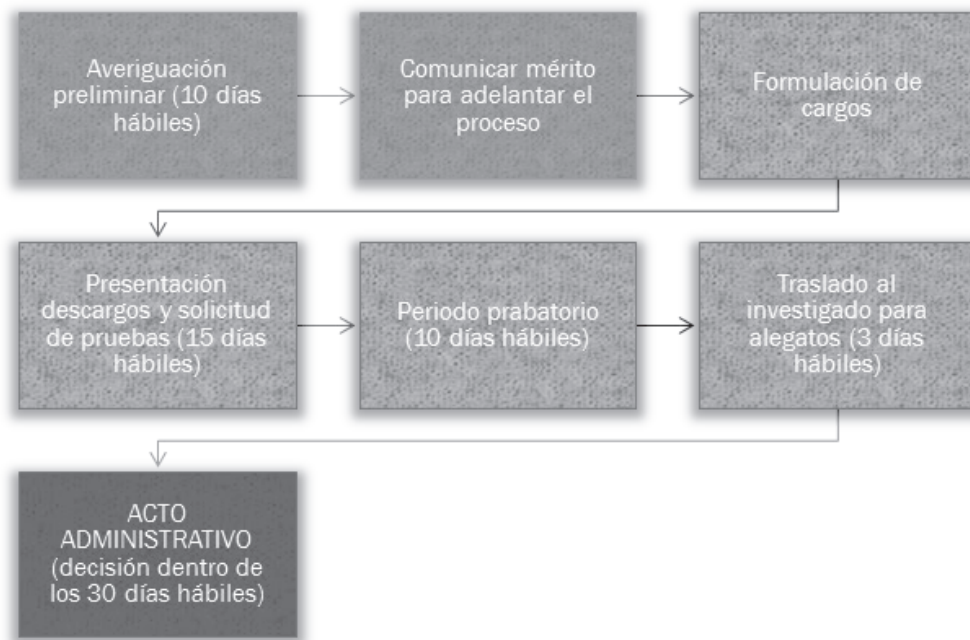 Averiguación
preliminar (10 días
hábiles)
Comunicar mérito
para adelantar el
proceso
Formulación de
cargos
Presentación
descargos y solicitud
de pruebas (15 días
hábiles)
Periodo prabatorio
(10 días hábiles)
Traslado al
investigado para
alegatos (3 días
hábiles)
ACTO
ADMINISTRATIVO
(decisión dentro de
los 30 días hábiles)